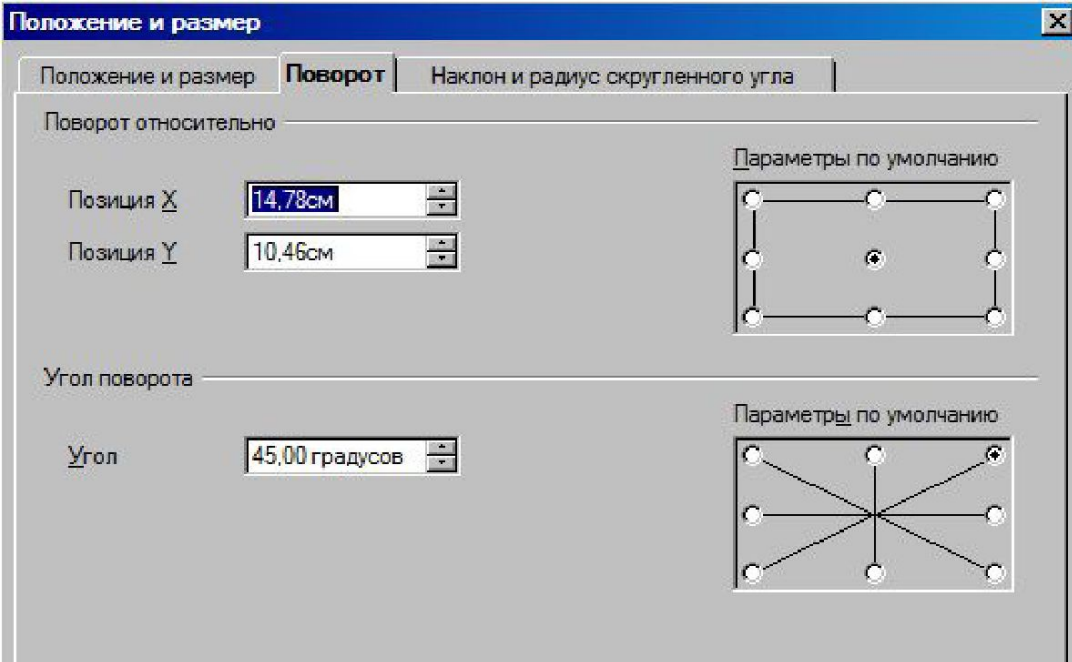 Положение и размер
Положение и размер Поворот Наклон и радиус скругленного угла
Поворот относительно
Параметры по умолчанию
Позиция X 14,78см
Позиция Y 10,46см
Угол поворота
Параметры по умолчанию
Угол 45,00 градусов